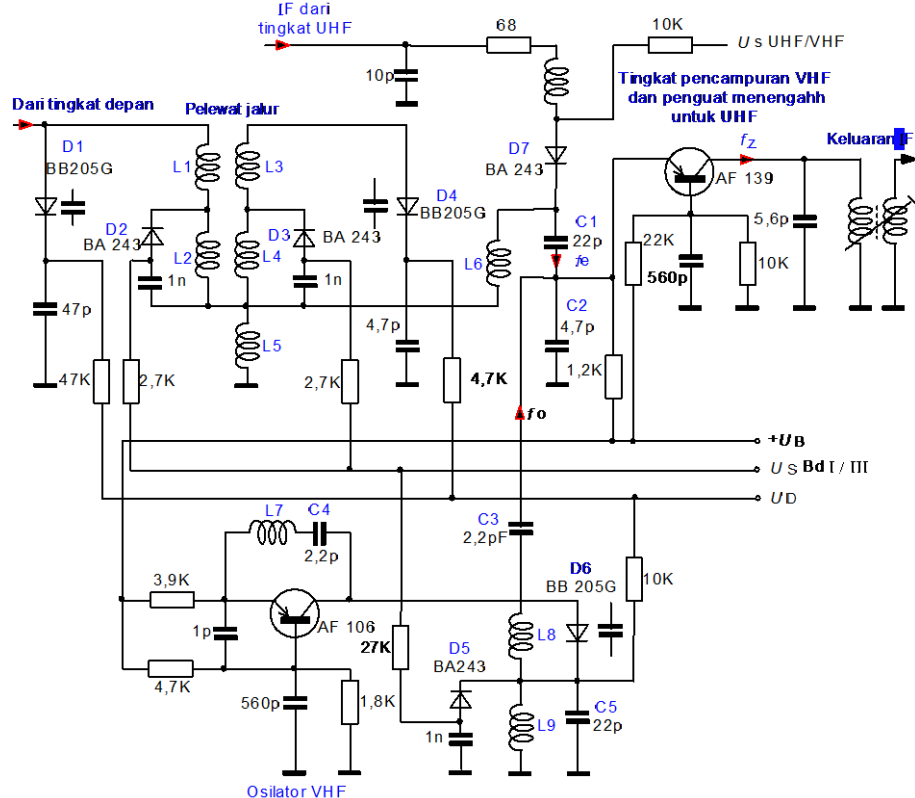 IF dari
tingkat UHF
68
10K
U s UHF/VHF
10p
Tingkat pencampuran VHF
dan penguat menengahh
untuk UHF
Dari tingkat depan
Pelewat jalur
Keluaran IF
D1
BB205G
L1
L3
D7
BA 243
fz
AF 139
D4
BB205G
D2
BA 243
D3
BA 243
C1
22p
5,6p
L2
L4
L6
fe
22K
560p
10K
1n
1n
47p
C2
4,7p
4,7p
L5
1,2K
47K
2,7K
2,7K
4,7K
fo
+UB
U S Bd I / III
UD
L7
C4
2,2p
C3
2,2pF
D6
BB 205G
10K
3,9K
1p
AF 106
27K
D5
BA243
L8
4,7K
560p
1,8K
1n
L9
C5
22p
Osilator VHF